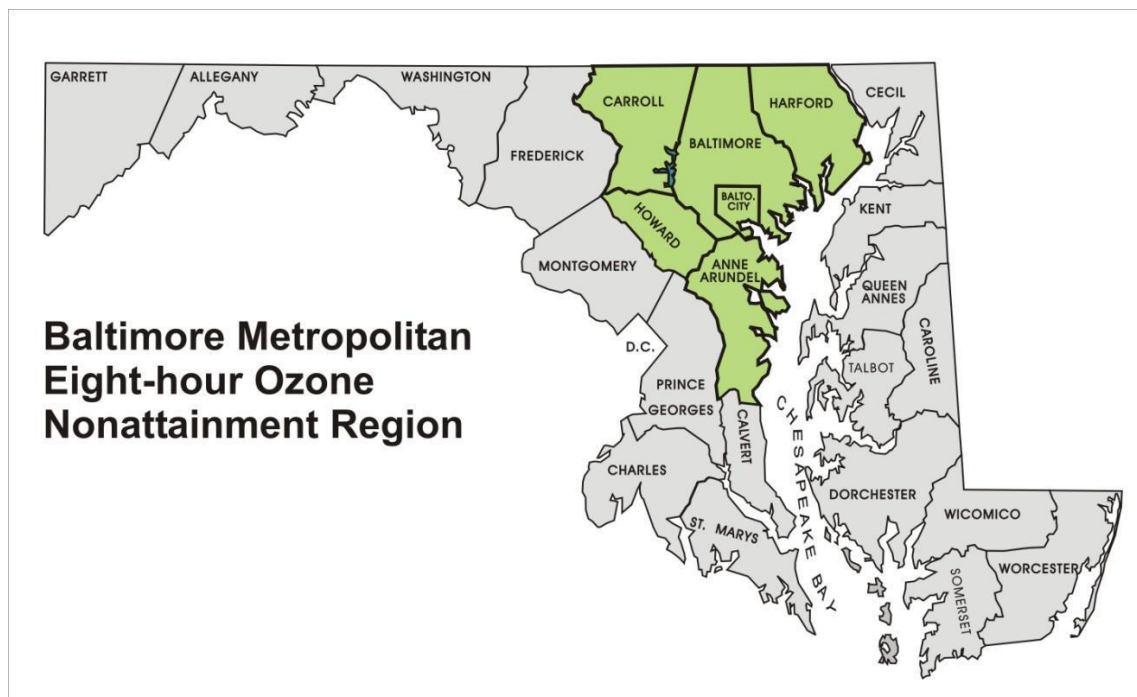 GARRETT
ALLEGANY
WASHINGTON
FREDERICK
CARROLL
BALTIMORE
HARFORD
CECIL
BALTO.
CITY
KENT
HOWARD
MONTGOMERY
ANNE
ARUNDEL
QUEEN
ANNES
CAROLINE
TALBOT
D.C.
PRINCE
GEORGES
Baltimore Metropolitan
Eight-hour Ozone
Nonattainment Region
CHESAPEAKE BAY
CALVERT
CHARLES
ST. MARYS
DORCHESTER
WICOMICO
WORCESTER
SOMERSET